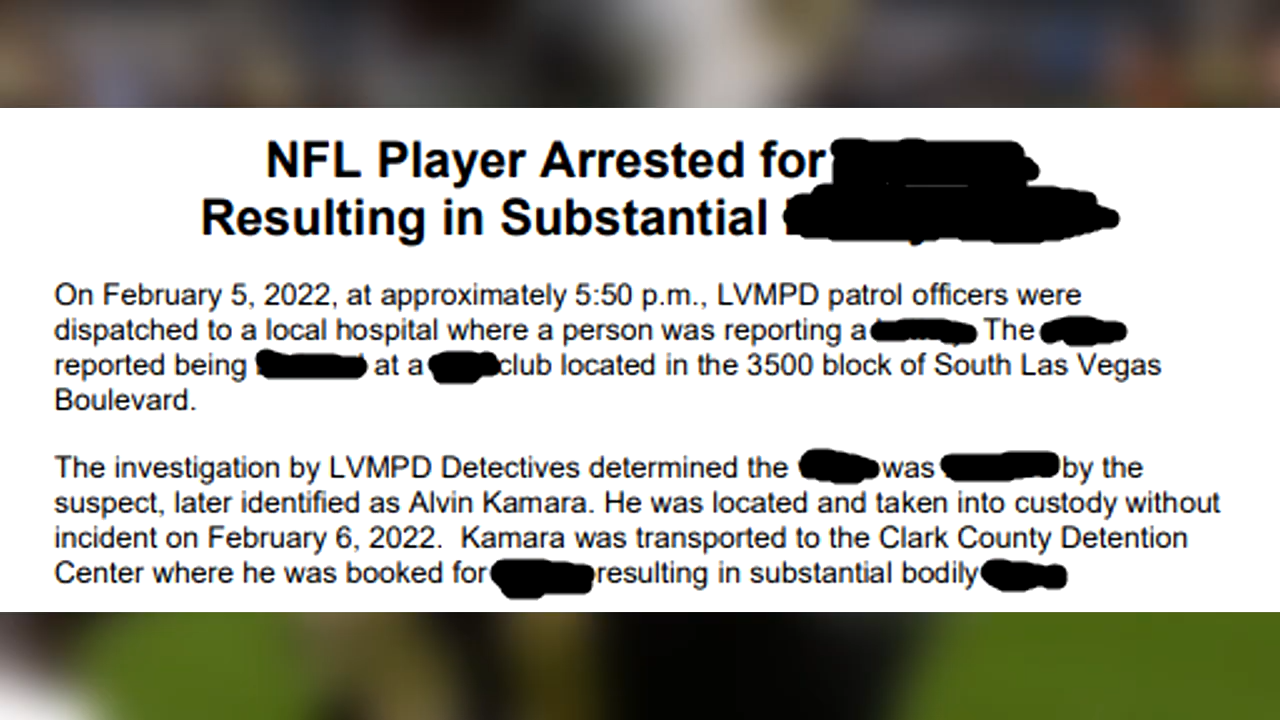 NFL Player Arrested for
Resulting in Substantial
On February 5, 2022, at approximately 5:50 p.m., LVMPD patrol officers were
dispatched to a local hospital where a person was reporting a The
reported being at a club located in the 3500 block of South Las Vegas
Boulevard.
The investigation by LVMPD Detectives determined the was by the
suspect, later identified as Alvin Kamara. He was located and taken into custody without
incident on February 6, 2022. Kamara was transported to the Clark County Detention
Center where he was booked for resulting in substantial bodily